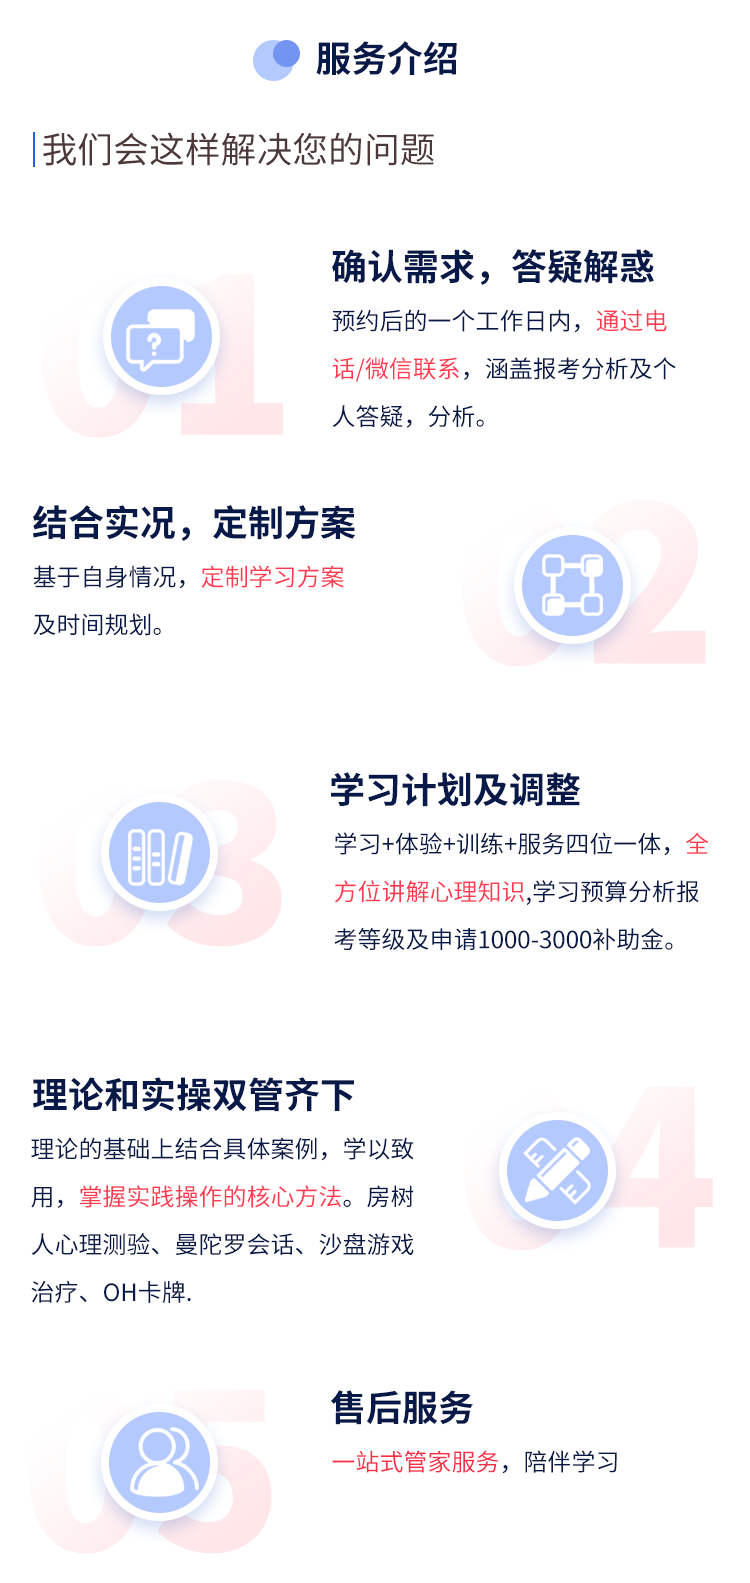 服务介绍
我们会这样解决您的问题
01
确认需求，答疑解惑
预约后的一个工作日内，通过电
话/微信联系，涵盖报考分析及个
人答疑，分析。
02
结合实况，定制方案
基于自身情况，定制学习方案
及时间规划。
03
学习计划及调整
学习+体验+训练+服务四位一体，全
方位讲解心理知识,学习预算分析报
考等级及申请1000-3000补助金。
04
理论和实操双管齐下
理论的基础上结合具体案例，学以致
用，掌握实践操作的核心方法。房树
人心理测验、曼陀罗会话、沙盘游戏
治疗、OH卡牌.
05
售后服务
一站式管家服务，陪伴学习